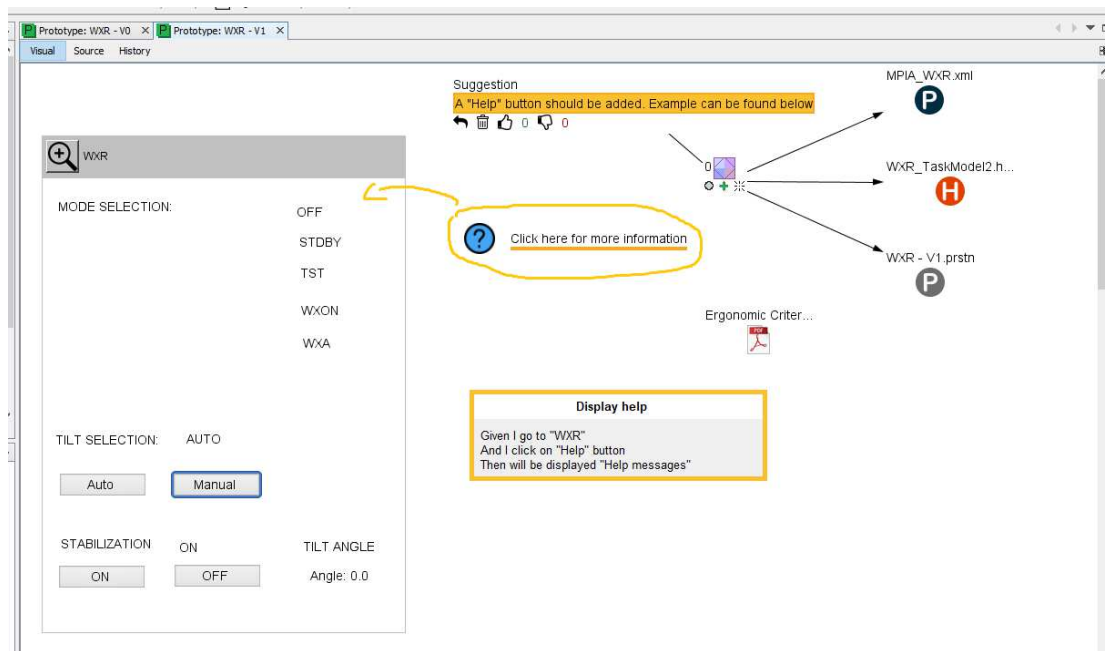 Prototype: WXR - V0
Prototype: WXR - V1
Visual Source History
Suggestion
A "Help" button should be added. Example can be found below
0 0
MPIA_WXR.xml
P
0
WXR_TaskModel2.h...
H
WXR - V1.prstn
P
WXR
MODE SELECTION:
OFF
STDBY
TST
WXON
WXA
? Click here for more information
Ergonomic Criter...
PDF
Display help
Given I go to "WXR"
And I click on "Help" button
Then will be displayed "Help messages"
TILT SELECTION: AUTO
Auto Manual
STABILIZATION ON TILT ANGLE
ON OFF Angle: 0.0